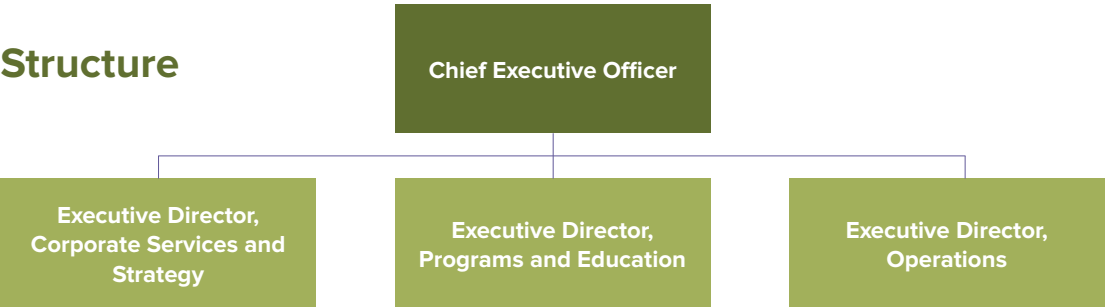 Structure
Chief Executive Officer
Executive Director,
Corporate Services and
Strategy
Executive Director,
Programs and Education
Executive Director,
Operations